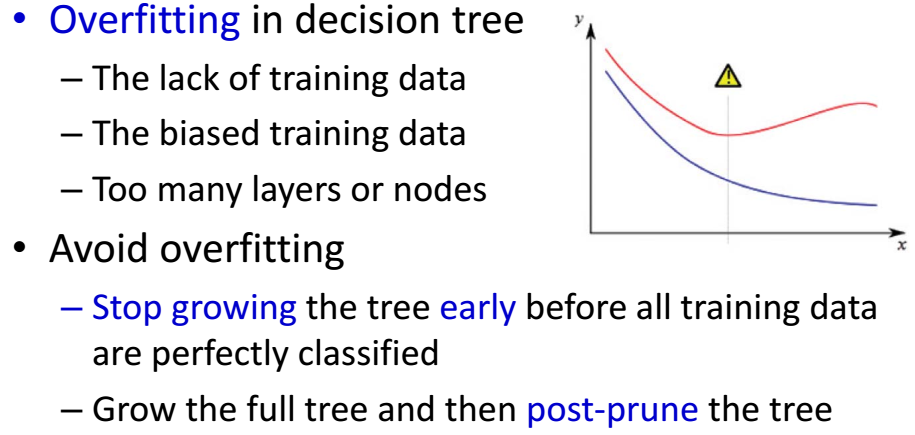 • Overfitting in decision tree
– The lack of training data
– The biased training data
– Too many layers or nodes
y
x
• Avoid overfitting
– Stop growing the tree early before all training data
are perfectly classified
– Grow the full tree and then post-prune the tree